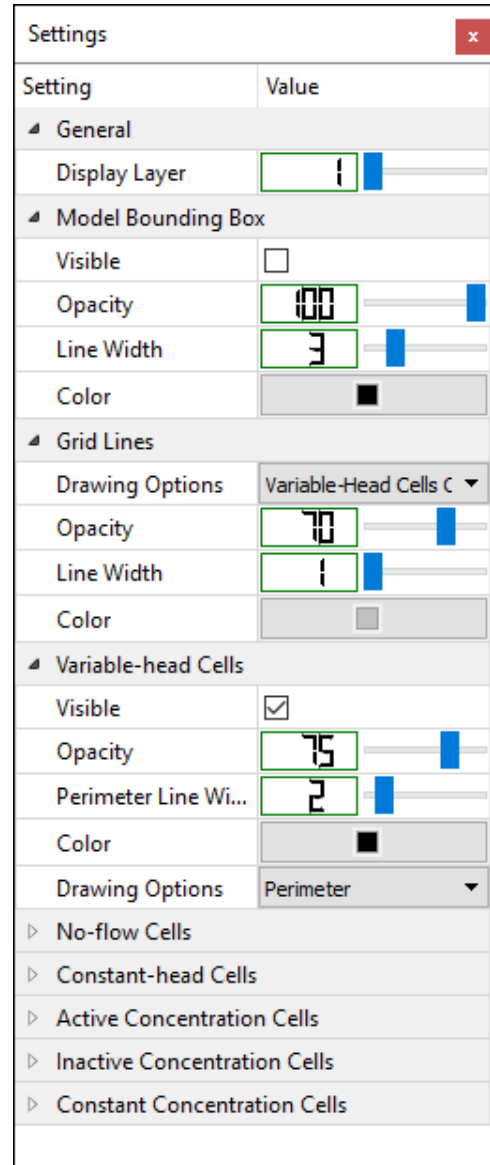 Settings x
Setting Value
General
Display Layer 1
Model Bounding Box
Visible
Opacity 100
Line Width 3
Color
Grid Lines
Drawing Options Variable-Head Cells C
Opacity 70
Line Width 1
Color
Variable-head Cells
Visible
Opacity 75
Perimeter Line Wi...
2
Color
Drawing Options Perimeter
No-flow Cells
Constant-head Cells
Active Concentration Cells
Inactive Concentration Cells
Constant Concentration Cells